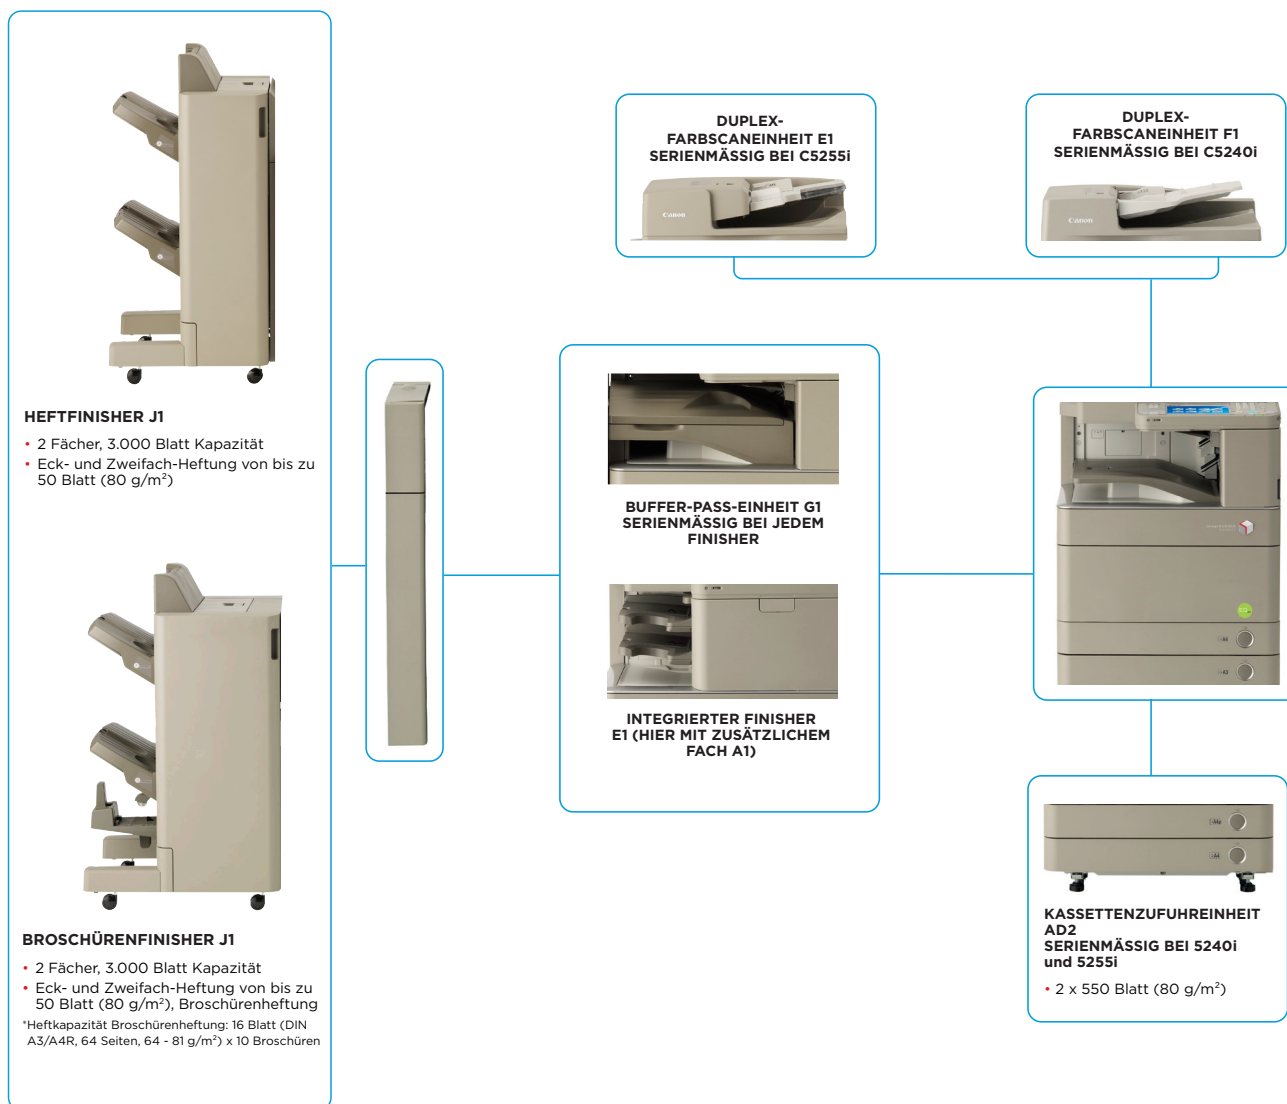 DUPLEX-
FARBSCANEINHEIT E1
SERIENMÄSSIG BEI C5255i
Canon
DUPLEX-
FARBSCANEINHEIT F1
SERIENMÄSSIG BEI C5240i
Canon
HEFTFINISHER J1
• 2 Fächer, 3.000 Blatt Kapazität
• Eck- und Zweifach-Heftung von bis zu
50 Blatt (80 g/m²)
BUFFER-PASS-EINHEIT G1
SERIENMÄSSIG BEI JEDEM
FINISHER
INTEGRIERTER FINISHER
E1 (HIER MIT ZUSÄTZLICHEM
FACH A1)
BROSCHÜRENFINISHER J1
• 2 Fächer, 3.000 Blatt Kapazität
• Eck- und Zweifach-Heftung von bis zu
50 Blatt (80 g/m²), Broschürenheftung
*Heftkapazität Broschürenheftung: 16 Blatt (DIN
A3/A4R, 64 Seiten, 64 - 81 g/m²) x 10 Broschüren
A4
A3
KASSETTENZUFUHREINHEIT
AD2
SERIENMÄSSIG BEI 5240i
und 5255i
• 2 x 550 Blatt (80 g/m²)